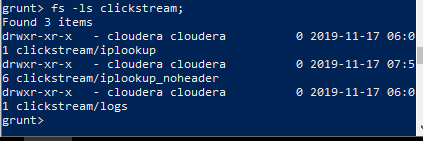 grunt> fs -ls clickstream;
Found 3 items
drwxr-xr-x   - cloudera cloudera          0 2019-11-17 06:0
1 clickstream/iplookup
drwxr-xr-x   - cloudera cloudera          0 2019-11-17 07:5
6 clickstream/iplookup_noheader
drwxr-xr-x   - cloudera cloudera          0 2019-11-17 06:0
1 clickstream/logs
grunt>